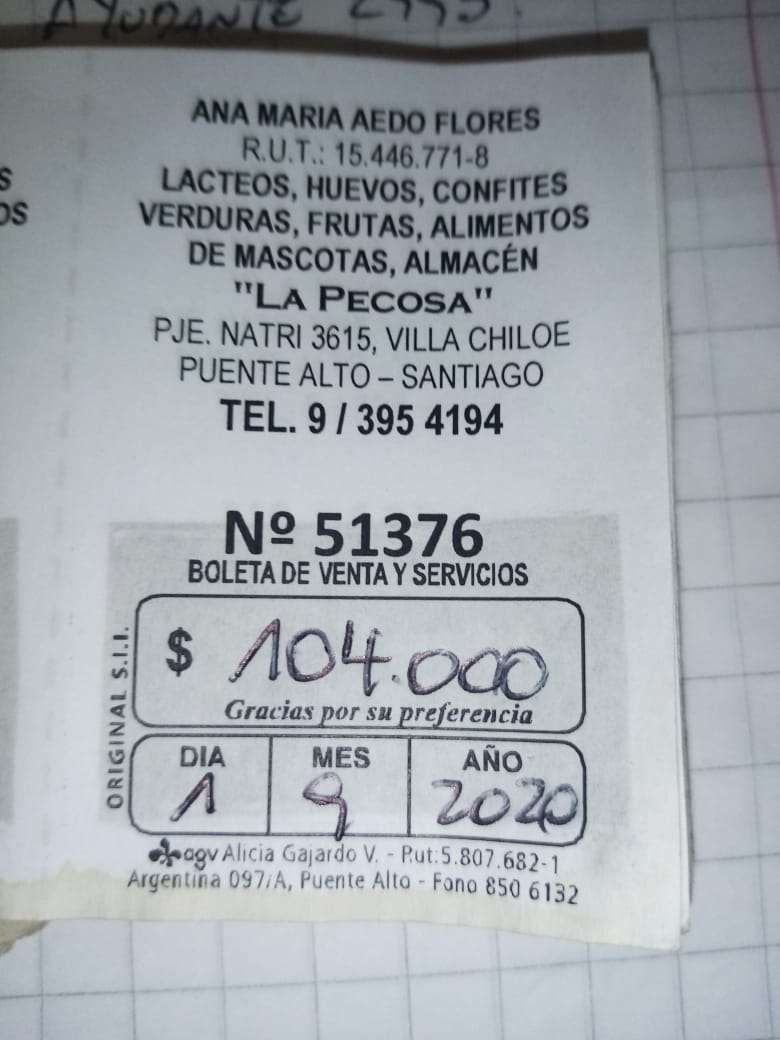 AYUDANTE
S
OS
ANA MARIA AEDO FLORES
R.U.T.: 15.446.771-8
LACTEOS, HUEVOS, CONFITES
VERDURAS, FRUTAS, ALIMENTOS
DE MASCOTAS, ALMACÉN
"LA PECOSA"
PJE. NATRI 3615, VILLA CHILOE
PUENTE ALTO – SANTIAGO
TEL. 9 / 395 4194
Nº 51376
BOLETA DE VENTA Y SERVICIOS
ORIGINAL S.I.I.
$ 104.000
Gracias por su preferencia
DIA MES AÑO
1 9 2020
agv Alicia Gajardo V. - Rut:5.807.682-1
Argentina 097/A, Puente Alto - Fono 850 6132